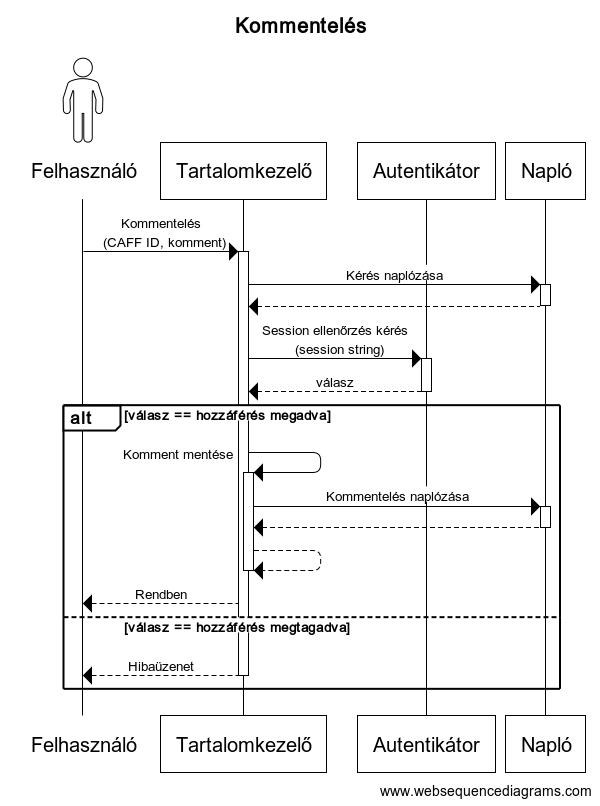 Kommentelés
Felhasználó
Tartalomkezelő
Autentikátor
Napló
Kommentelés
(CAFF ID, komment)
Kérés naplózása
Session ellenőrzés kérés
(session string)
válasz
alt
[válasz == hozzáférés megadva]
Komment mentése
Kommentelés naplózása
Rendben
[válasz == hozzáférés megtagadva]
Hibaüzenet
Felhasználó
Tartalomkezelő
Autentikátor
Napló
www.websequencediagrams.com